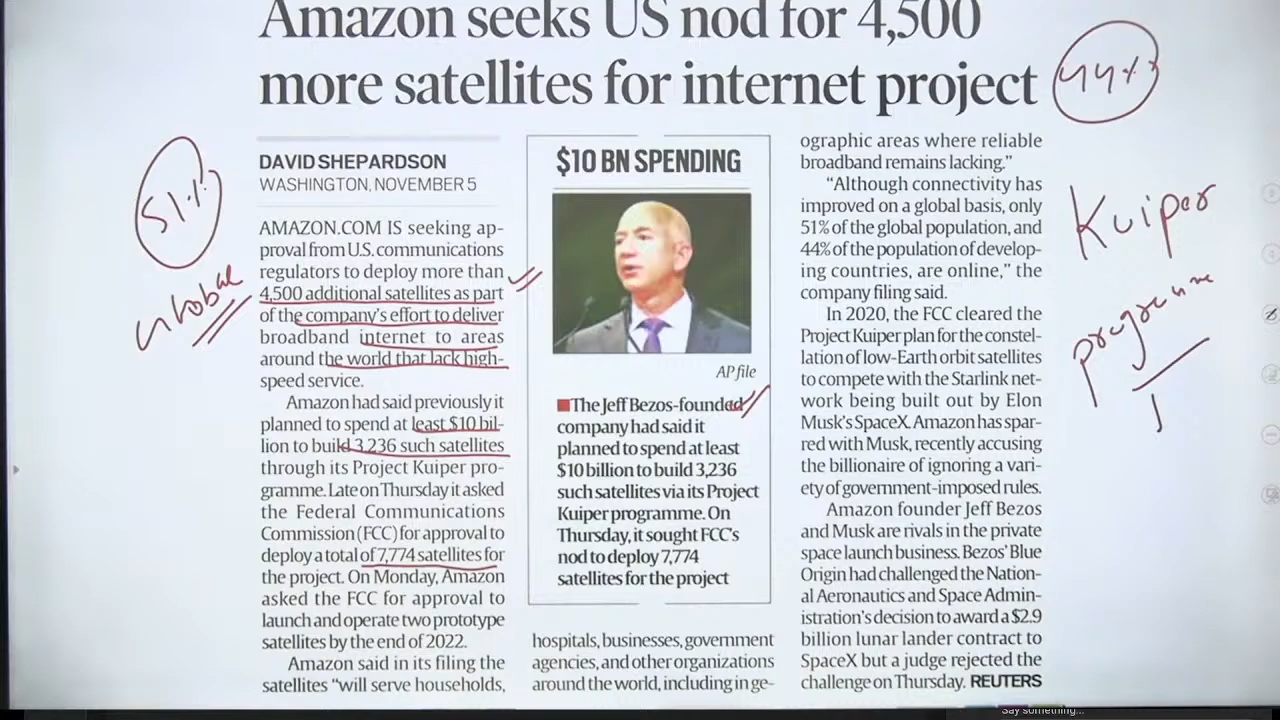 Amazon seeks US nod for 4,500
more satellites for internet project
44%
51%
Global
Kuiper
programme
DAVID SHEPARDSON
WASHINGTON, NOVEMBER 5
AMAZON.COM IS seeking ap-
proval from U.S. communications
regulators to deploy more than
4,500 additional satellites as part
of the company's effort to deliver
broadband internet to areas
around the world that lack high-
speed service.
Amazon had said previously it
planned to spend at least $10 bil-
lion to build 3,236 such satellites
through its Project Kuiper pro-
gramme. Late on Thursday it asked
the Federal Communications
Commission (FCC) for approval to
deploy a total of 7,774 satellites for
the project. On Monday, Amazon
asked the FCC for approval to
launch and operate two prototype
satellites by the end of 2022.
Amazon said in its filing the
satellites "will serve households,
$10 BN SPENDING
AP file
The Jeff Bezos-founded
company had said it
planned to spend at least
$10 billion to build 3,236
such satellites via its Project
Kuiper programme. On
Thursday, it sought FCC's
nod to deploy 7,774
satellites for the project
hospitals, businesses, government
agencies, and other organizations
around the world, including in ge-
ographic areas where reliable
broadband remains lacking."
"Although connectivity has
improved on a global basis, only
51% of the global population, and
44% of the population of develop-
ing countries, are online," the
company filing said.
In 2020, the FCC cleared the
Project Kuiper plan for the constel-
lation of low-Earth orbit satellites
to compete with the Starlink net-
work being built out by Elon
Musk's SpaceX. Amazon has spar-
red with Musk, recently accusing
the billionaire of ignoring a vari-
ety of government-imposed rules.
Amazon founder Jeff Bezos
and Musk are rivals in the private
space launch business. Bezos' Blue
Origin had challenged the Nation-
al Aeronautics and Space Admin-
istration's decision to award a $2.9
billion lunar lander contract to
SpaceX but a judge rejected the
challenge on Thursday. REUTERS
Say something...